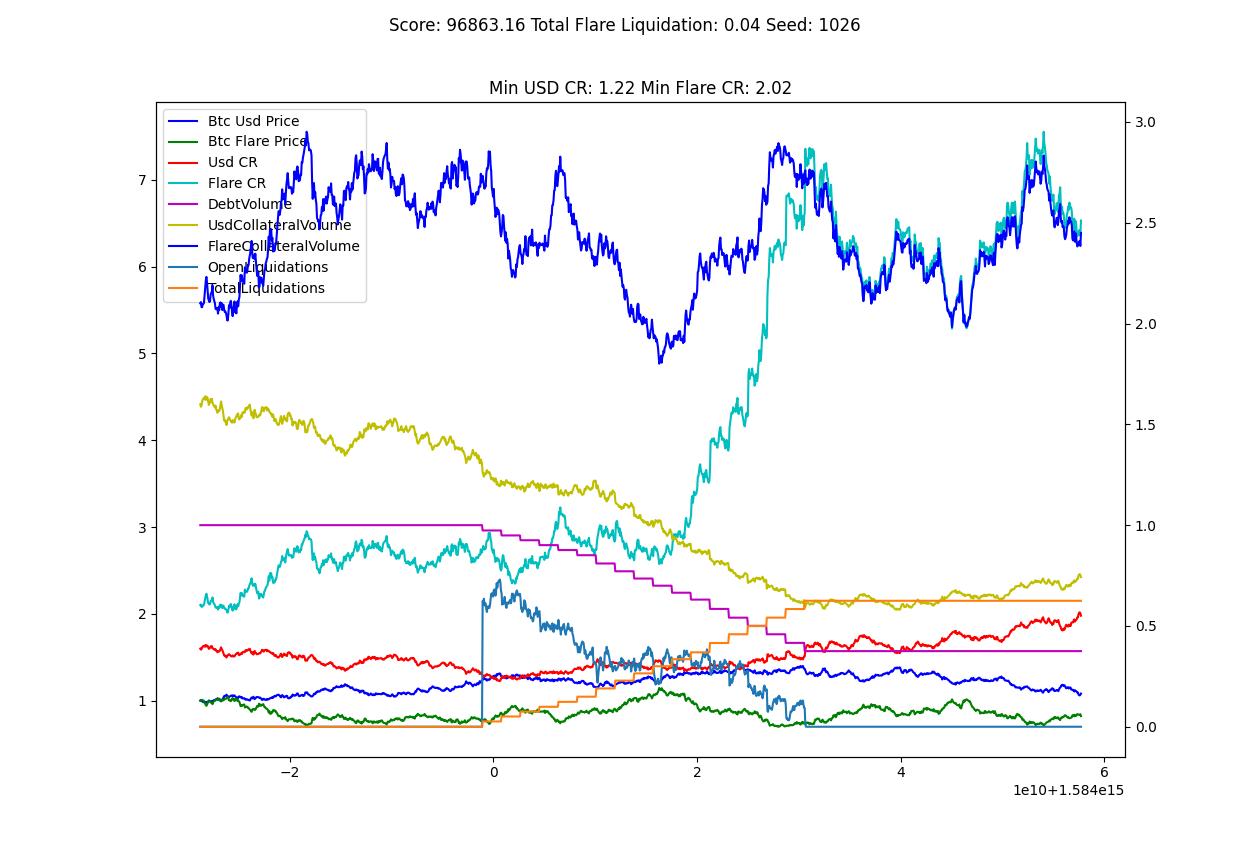 Score: 96863.16 Total Flare Liquidation: 0.04 Seed: 1026
Min USD CR: 1.22 Min Flare CR: 2.02
Btc Usd Price
Btc Flare Price
Usd CR
Flare CR
DebtVolume
UsdCollateralVolume
FlareCollateralVolume
OpenLiquidations
TotalLiquidations
7
6
5
4
3
2
1
3.0
2.5
2.0
1.5
1.0
0.5
0.0
−2 0 2 4 6
1e10+1.584e15